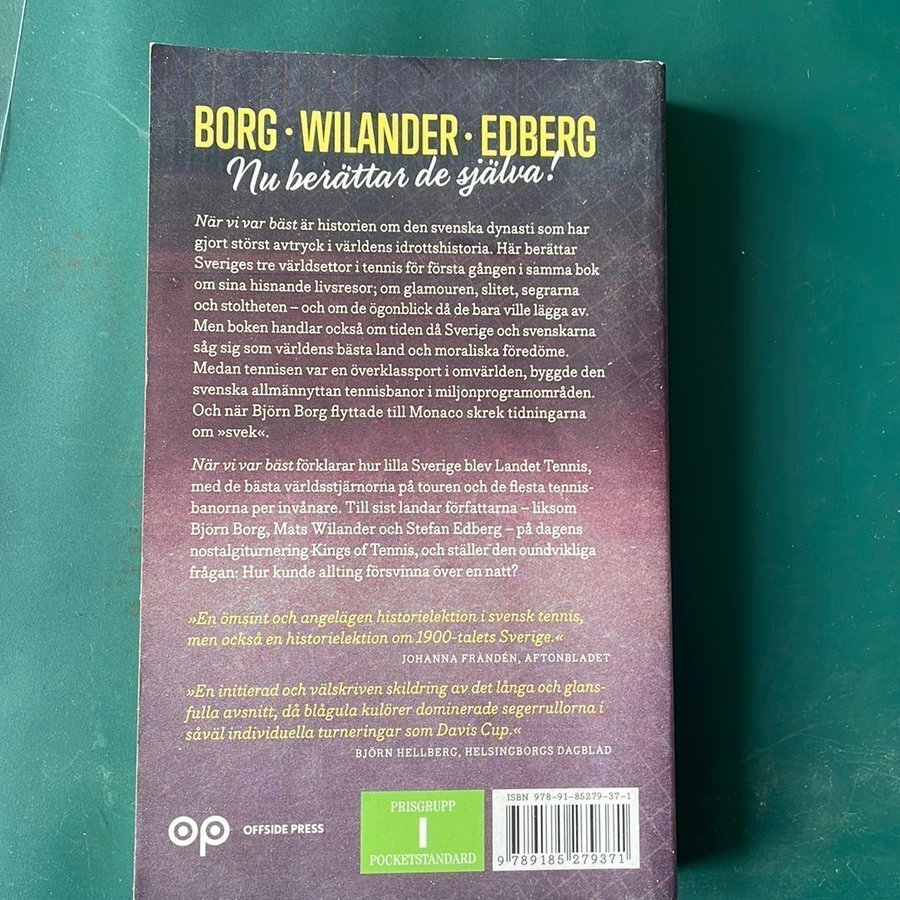 BORG · WILANDER · EDBERG
Nu berättar de själva!
När vi var bäst är historien om den svenska dynasti som har
gjort störst avtryck i världens idrottshistoria. Här berättar
Sveriges tre världsettor i tennis för första gången i samma bok
om sina hisnande livsresor; om glamouren, slitet, segrarna
och stoltheten – och om de ögonblick då de bara ville lägga av.
Men boken handlar också om tiden då Sverige och svenskarna
såg sig som världens bästa land och moraliska föredöme.
Medan tennisen var en överklassport i omvärlden, byggde den
svenska allmännyttan tennisbanor i miljonprogramområden.
Och när Björn Borg flyttade till Monaco skrek tidningarna
om »svek«.
När vi var bäst förklarar hur lilla Sverige blev Landet Tennis,
med de bästa världsstjärnorna på touren och de flesta tennis-
banorna per invånare. Till sist landar författarna – liksom
Björn Borg, Mats Wilander och Stefan Edberg – på dagens
nostalgiturnering Kings of Tennis, och ställer den oundvikliga
frågan: Hur kunde allting försvinna över en natt?
»En ömsint och angelägen historielektion i svensk tennis,
men också en historielektion om 1900-talets Sverige.«
JOHANNA FRÄNDÉN, AFTONBLADET
»En initierad och välskriven skildring av det långa och glans-
fulla avsnitt, då blågula kulörer dominerade segerrullorna i
såväl individuella turneringar som Davis Cup.«
BJÖRN HELLBERG, HELSINGBORGS DAGBLAD
op OFFSIDE PRESS
PRISGRUPP
I
POCKETSTANDARD
ISBN 978-91-85279-37-1
9 789185 279371